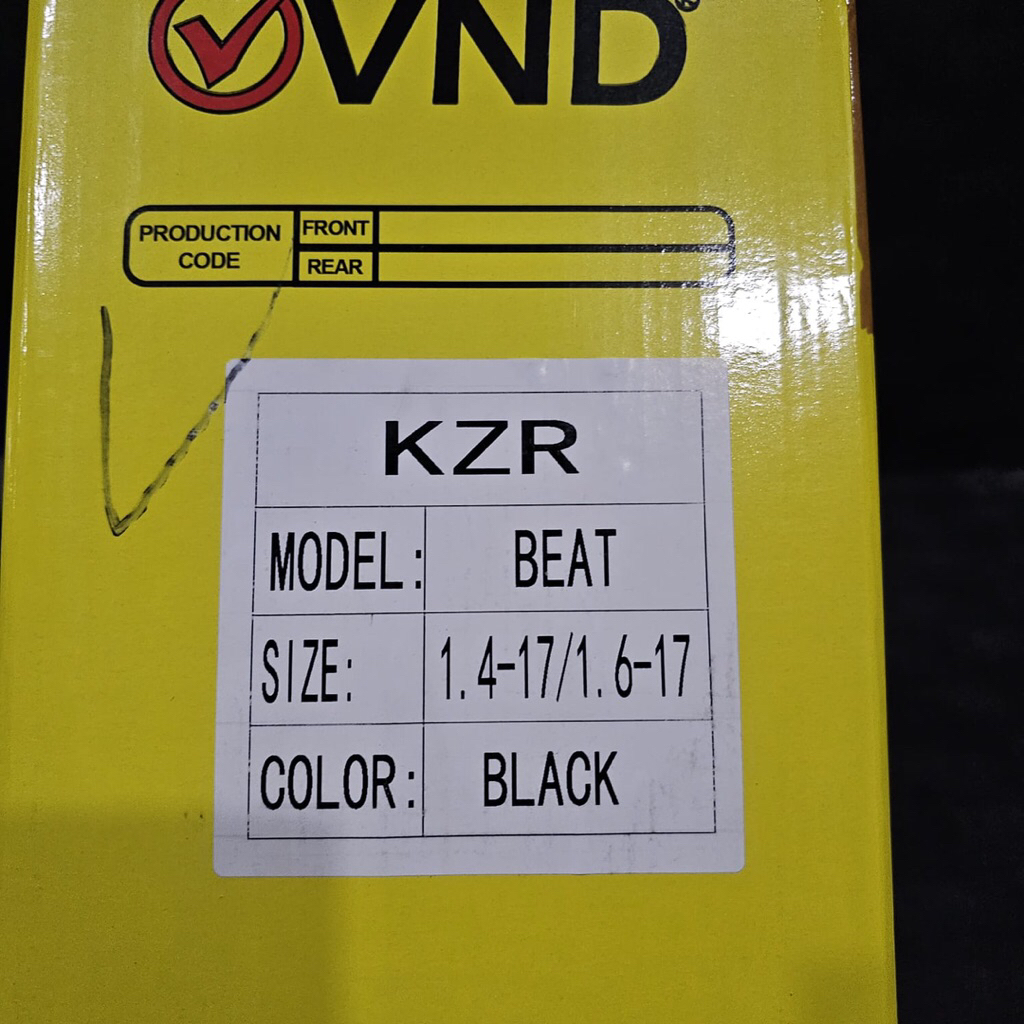 VND®
PRODUCTION CODE
FRONT
REAR
KZR
MODEL: BEAT
SIZE: 1.4-17/1.6-17
COLOR: BLACK